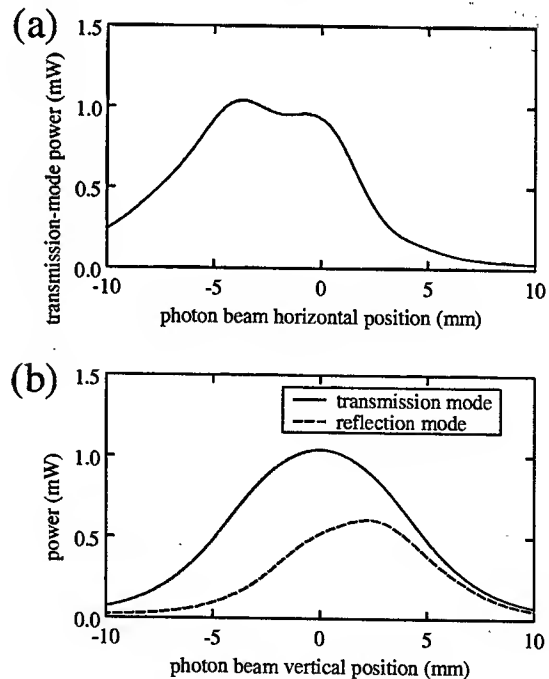 (a)
transmission-mode power (mW)
1.5
1.0
0.5
0.0
-10 -5 0 5 10
photon beam horizontal position (mm)
(b)
power (mW)
1.5
1.0
0.5
0.0
transmission mode
reflection mode
-10 -5 0 5 10
photon beam vertical position (mm)